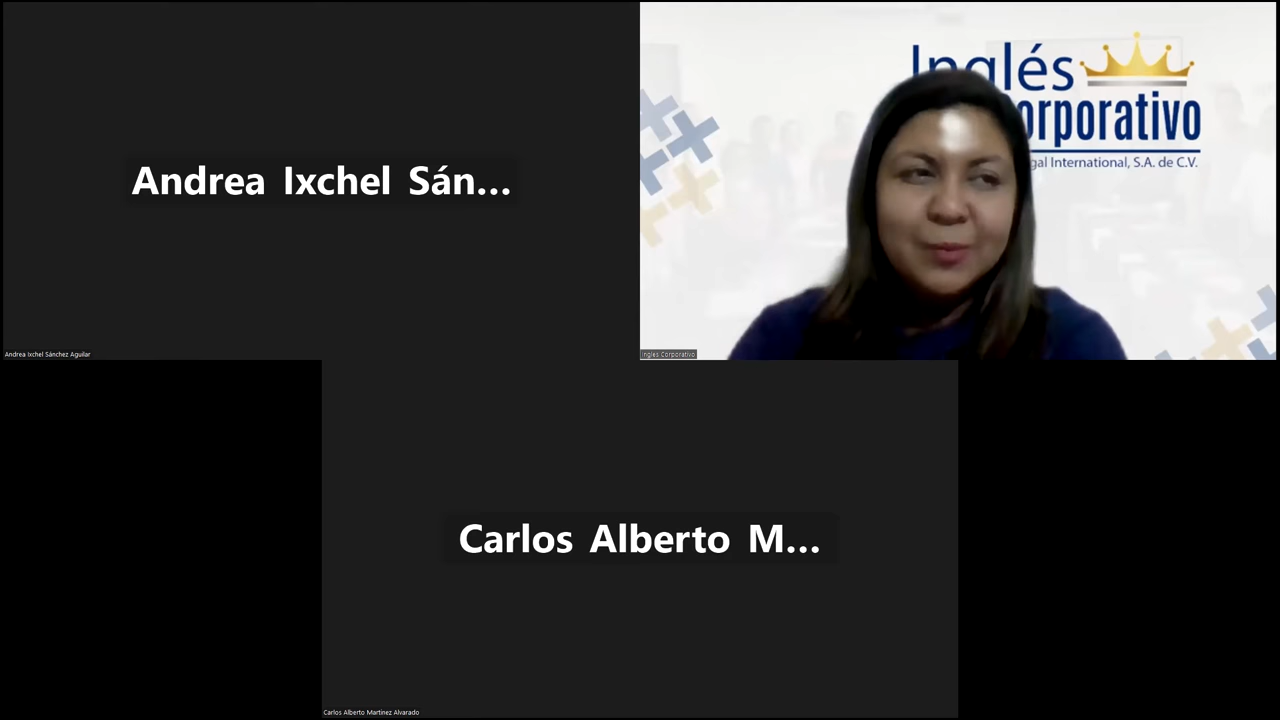 Andrea Ixchel Sán...
Andrea Ixchel Sánchez Aguilar
Inglés
orporativo
gal International, S.A. de C.V.
Inglés Corporativo
Carlos Alberto M...
Carlos Alberto Martínez Alvarado